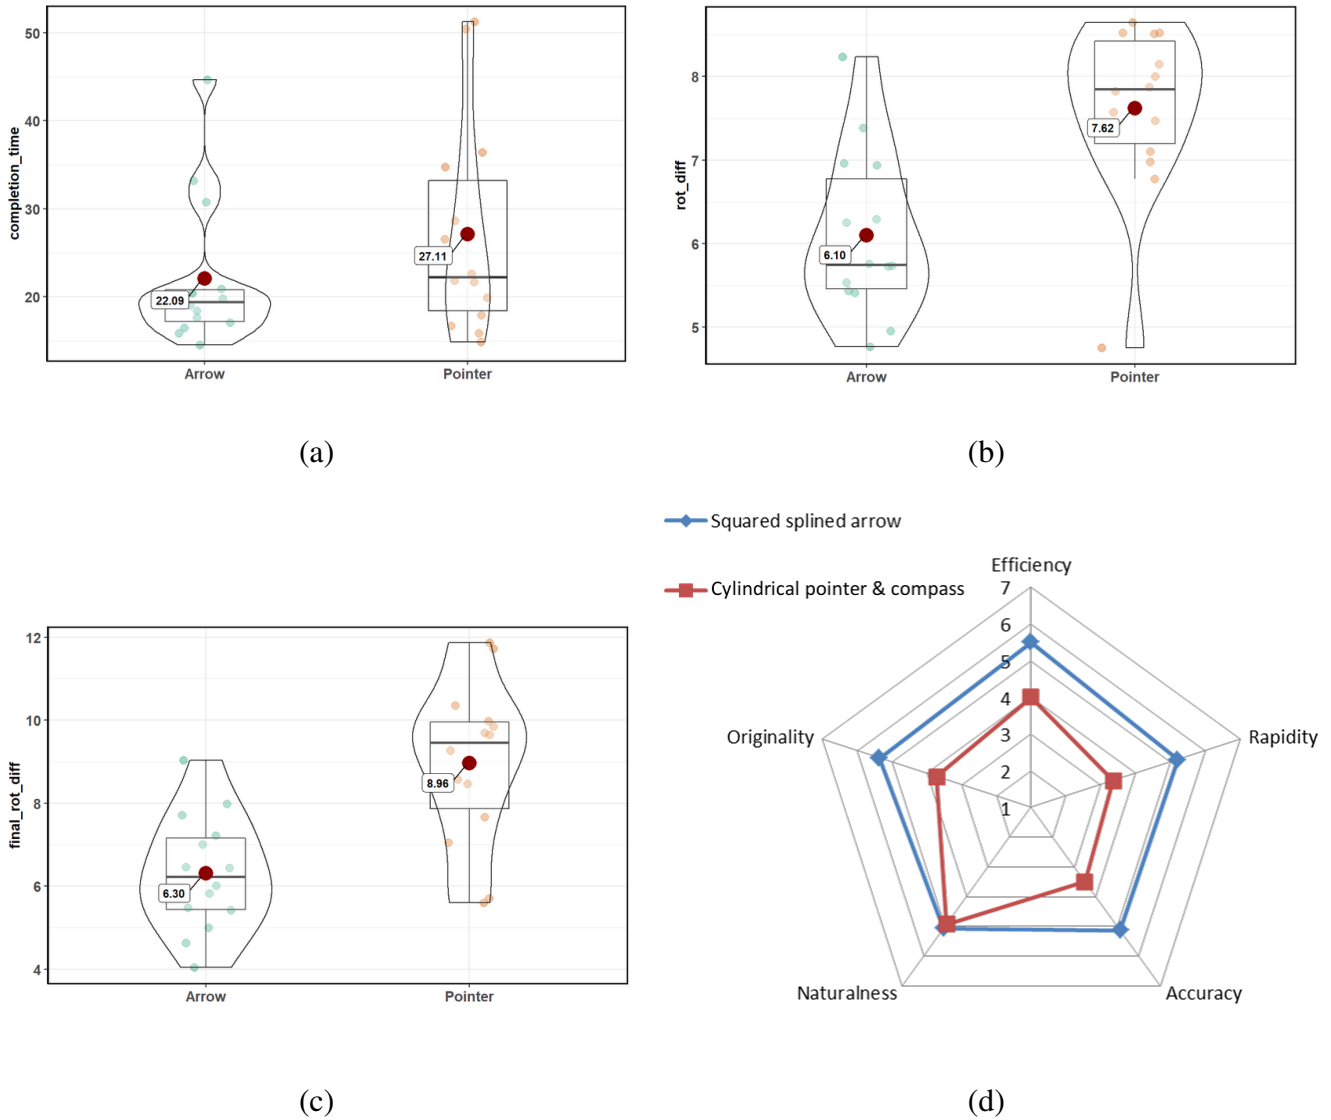 completion_time
50
40
30
20
22.09
27.11
Arrow
Pointer
(a)
rot_diff
8
7
6
5
6.10
7.62
Arrow
Pointer
(b)
final_rot_diff
12
10
8
6
4
6.30
8.96
Arrow
Pointer
(c)
Squared splined arrow
Cylindrical pointer & compass
Efficiency
7
6
5
4
3
2
1
Originality
Rapidity
Naturalness
Accuracy
(d)